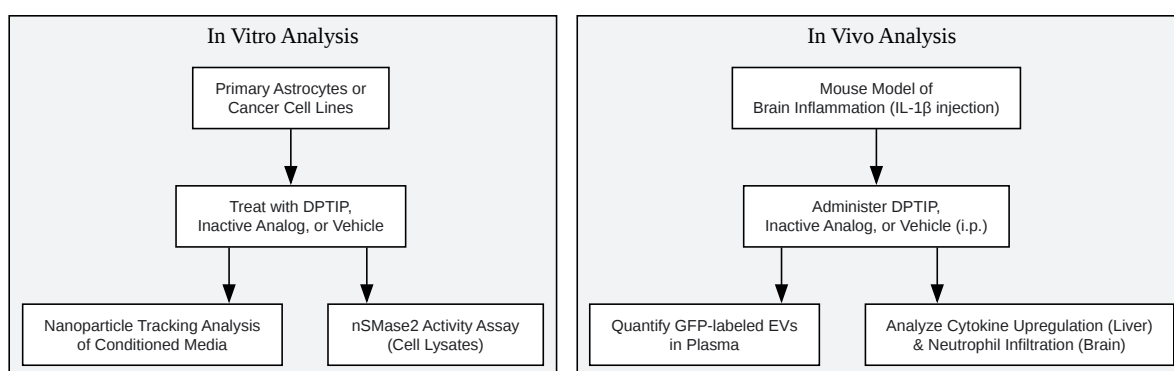 In Vitro Analysis
Primary Astrocytes or
Cancer Cell Lines
Treat with DPTIP,
Inactive Analog, or Vehicle
Nanoparticle Tracking Analysis
of Conditioned Media
nSMase2 Activity Assay
(Cell Lysates)
In Vivo Analysis
Mouse Model of
Brain Inflammation (IL-1β injection)
Administer DPTIP,
Inactive Analog, or Vehicle (i.p.)
Quantify GFP-labeled EVs
in Plasma
Analyze Cytokine Upregulation (Liver)
& Neutrophil Infiltration (Brain)